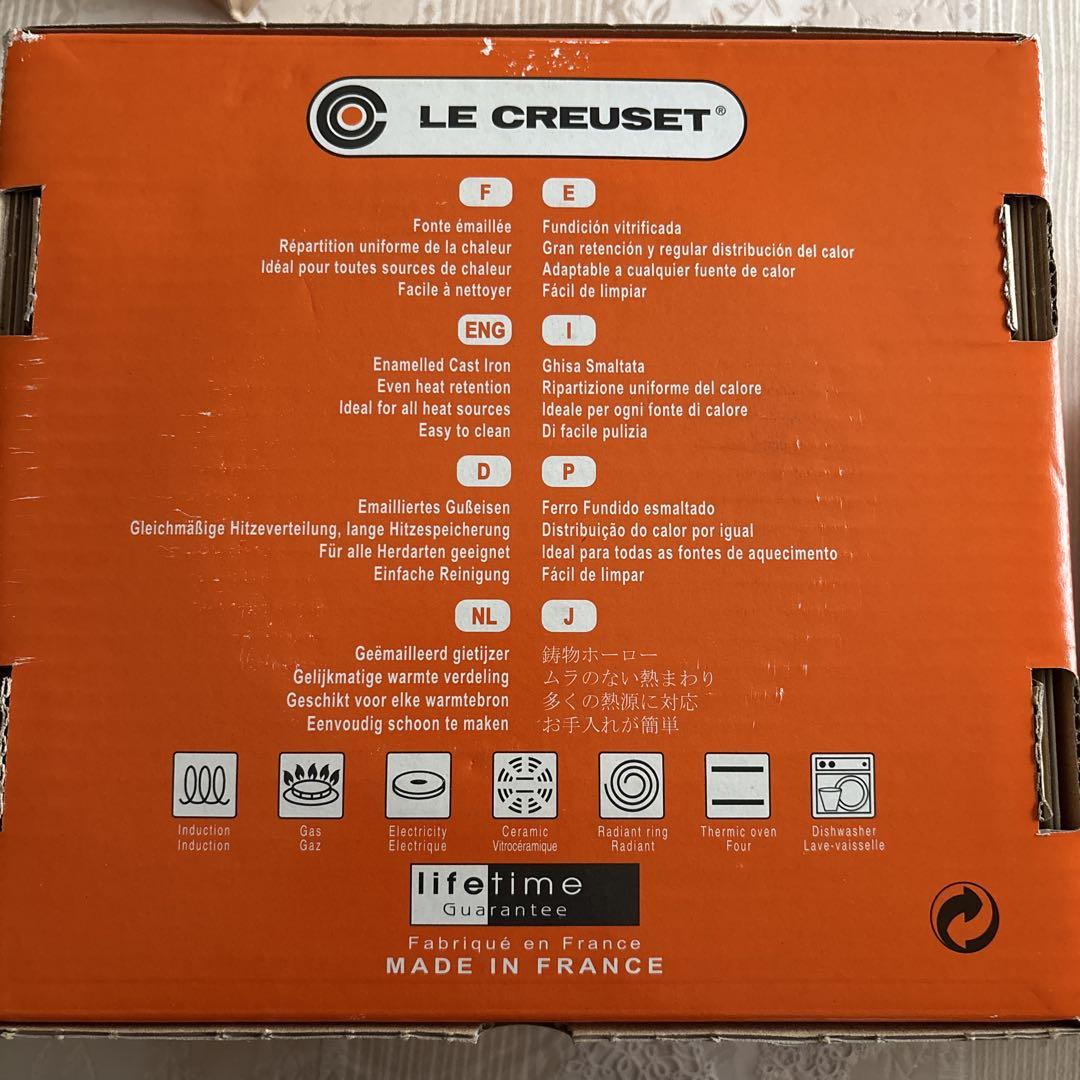 LE CREUSET®
F
Fonte émaillée
Répartition uniforme de la chaleur
Idéal pour toutes sources de chaleur
Facile à nettoyer
E
Fundición vitrificada
Gran retención y regular distribución del calor
Adaptable a cualquier fuente de calor
Fácil de limpiar
ENG
Enamelled Cast Iron
Even heat retention
Ideal for all heat sources
Easy to clean
I
Ghisa Smaltata
Ripartizione uniforme del calore
Ideale per ogni fonte di calore
Di facile pulizia
D
Emailliertes Gußeisen
Gleichmäßige Hitzeverteilung, lange Hitzespeicherung
Für alle Herdarten geeignet
Einfache Reinigung
P
Ferro Fundido esmaltado
Distribuição do calor por igual
Ideal para todas as fontes de aquecimento
Fácil de limpar
NL
Geëmailleerd gietijzer
Gelijkmatige warmte verdeling
Geschikt voor elke warmtebron
Eenvoudig schoon te maken
J
鋳物ホーロー
ムラのない熱まわり
多くの熱源に対応
お手入れが簡単
Induction
Induction
Gas
Gaz
Electricity
Electrique
Ceramic
Vitrocéramique
Radiant ring
Radiant
Thermic oven
Four
Dishwasher
Lave-vaisselle
lifetime
Guarantee
Fabriqué en France
MADE IN FRANCE